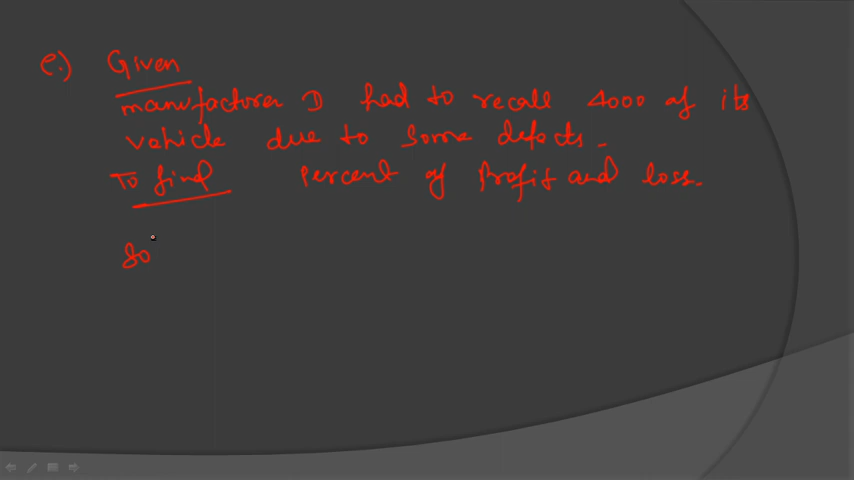 e.) Given
manufacturer D had to recall 4000 of its
vehicle due to some defects.
To find percent of profit and loss.
So